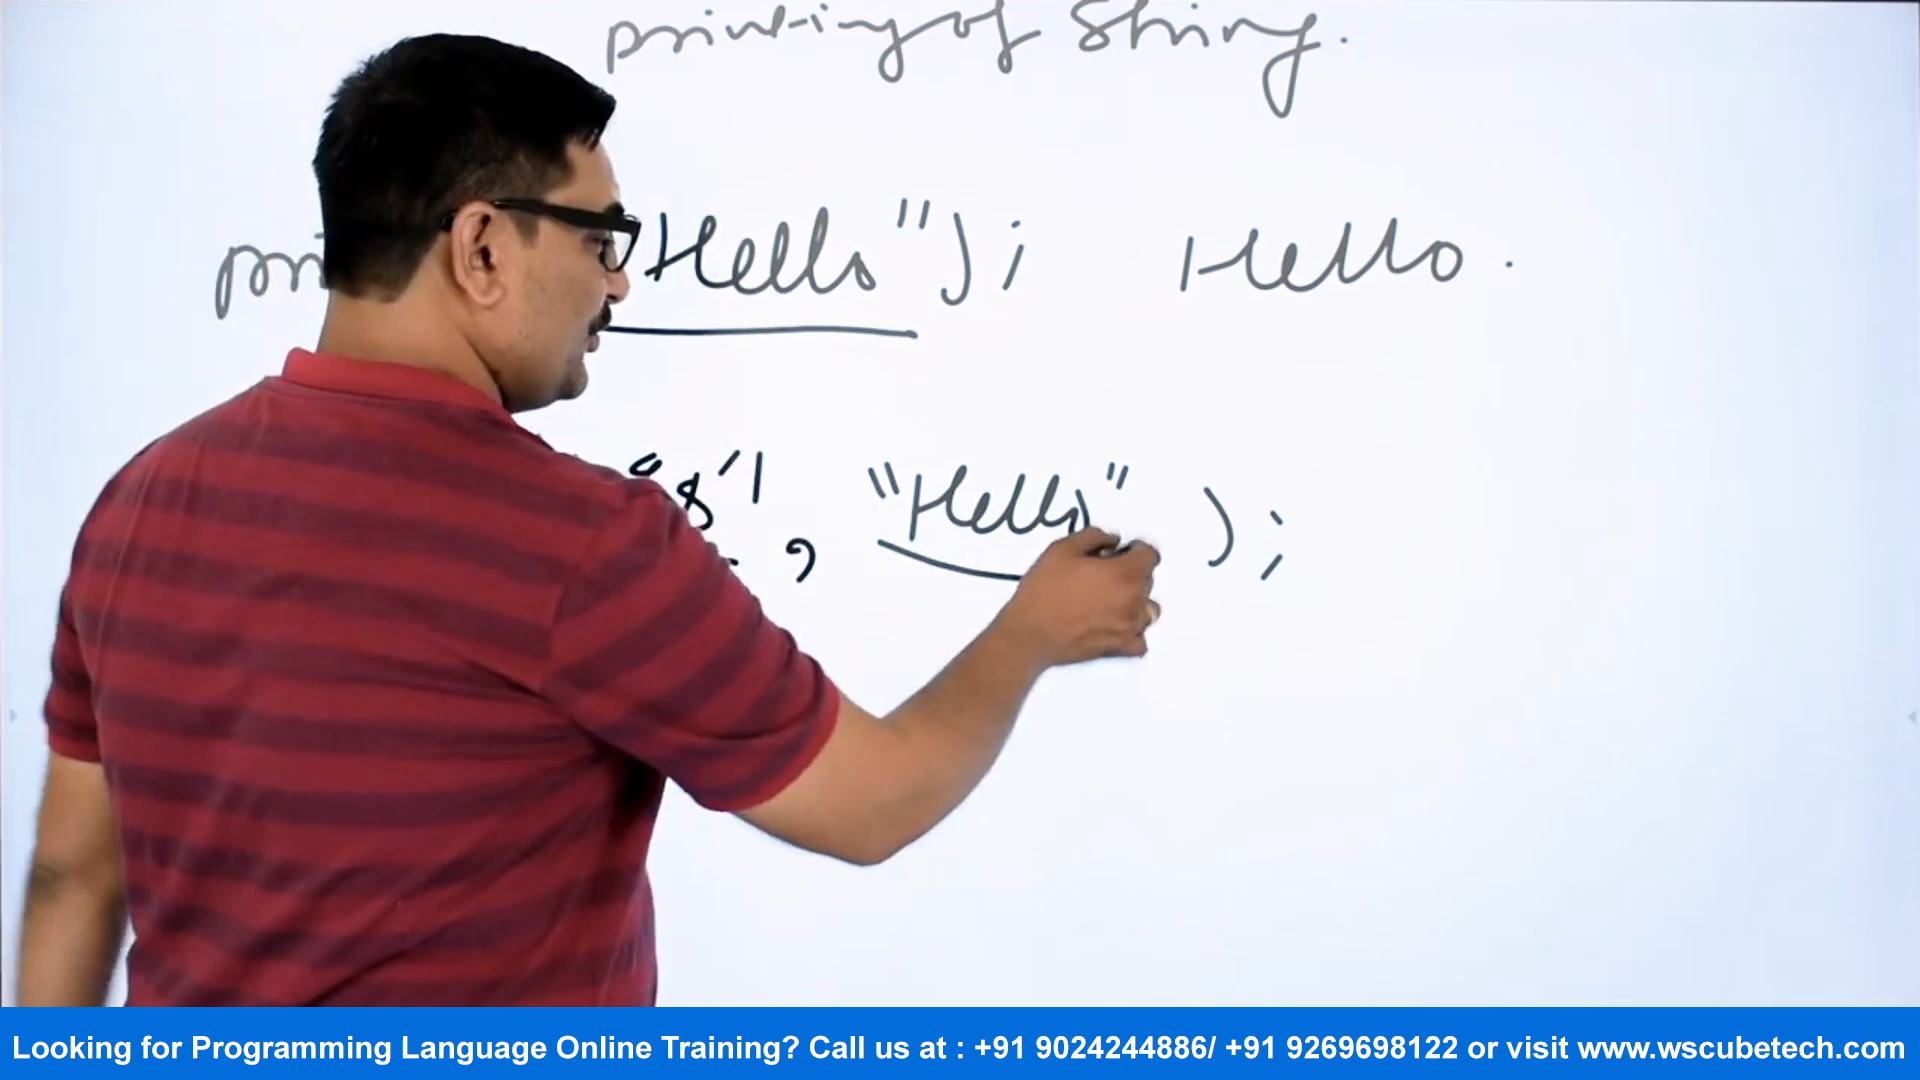 printing of String.
"Hello"); Hello.
s" , "Hello" );
Looking for Programming Language Online Training? Call us at : +91 9024244886/ +91 9269698122 or visit www.wscubetech.com